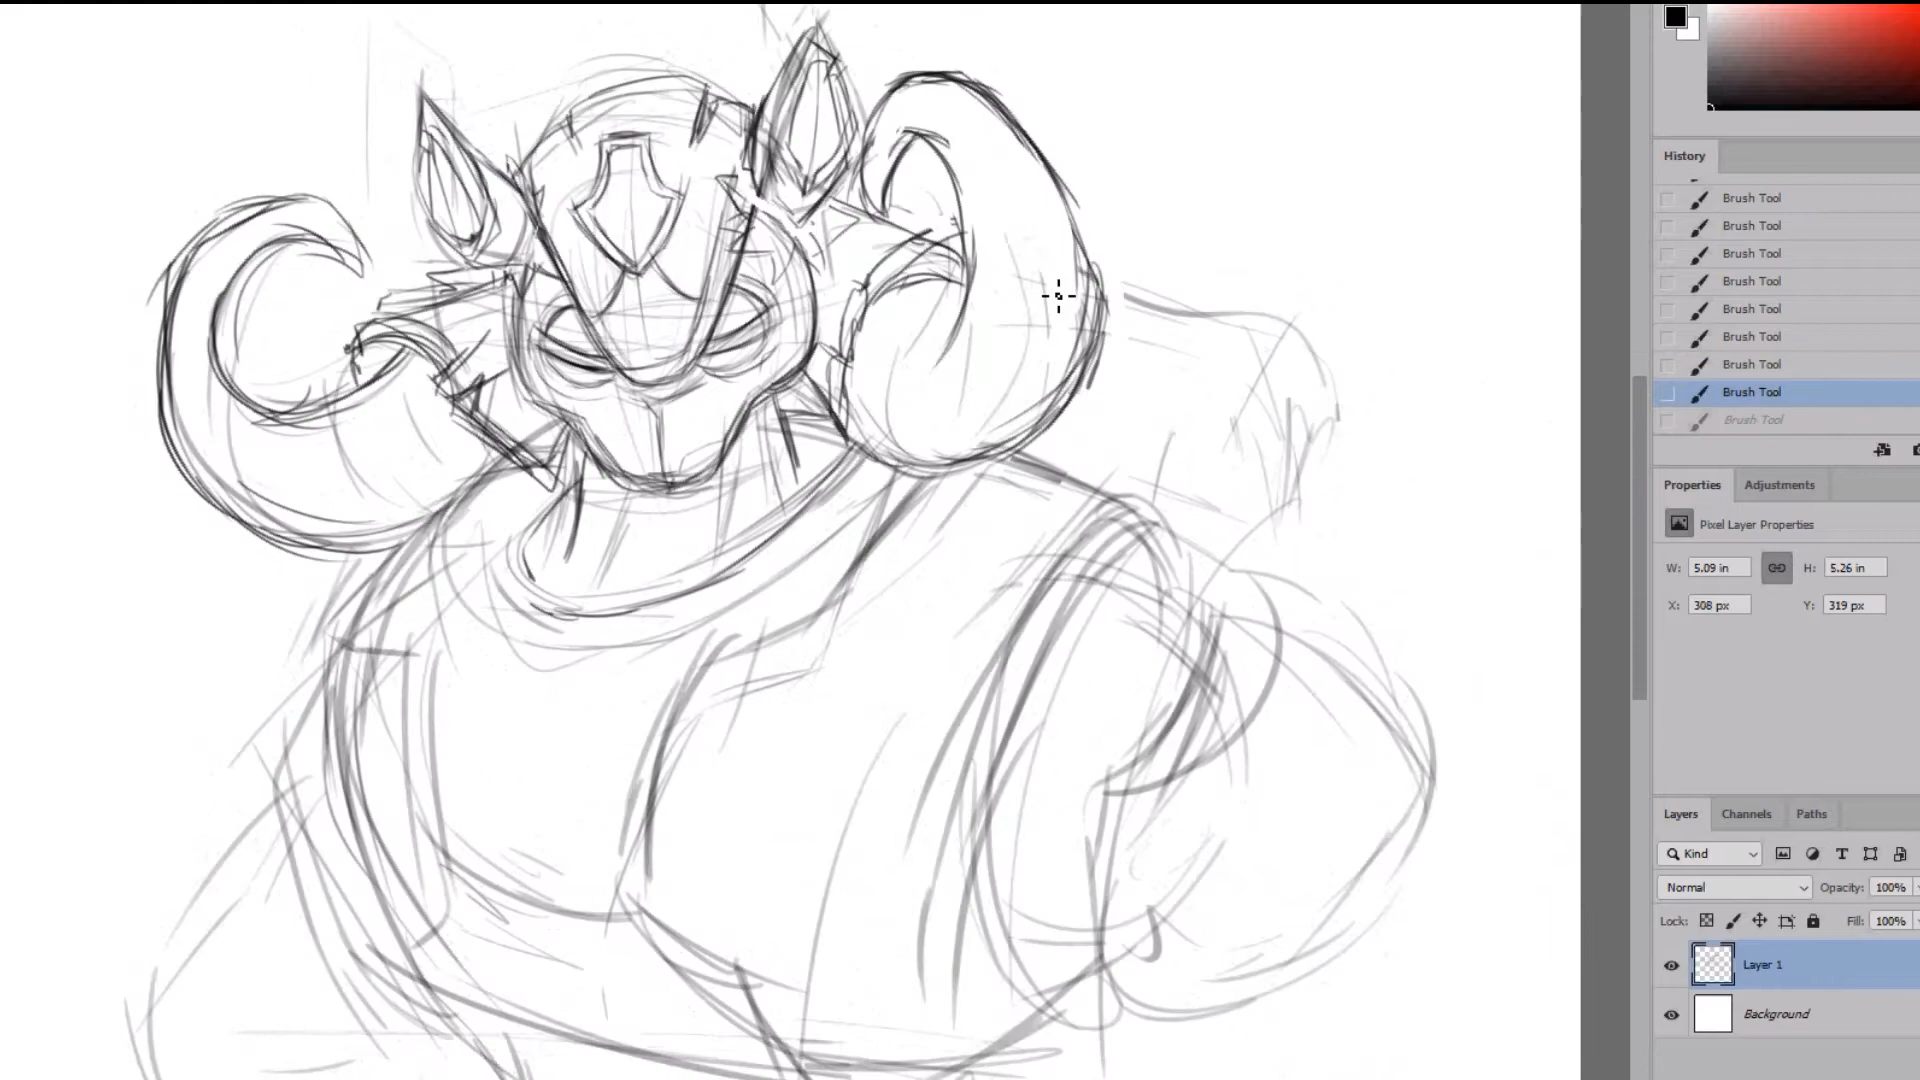 History
Brush Tool
Brush Tool
Brush Tool
Brush Tool
Brush Tool
Brush Tool
Brush Tool
Brush Tool
Brush Tool
Properties Adjustments
Pixel Layer Properties
W: 5.09 in H: 5.26 in
X: 308 px Y: 319 px
Layers Channels Paths
Kind
Normal Opacity: 100%
Lock: Fill: 100%
Layer 1
Background